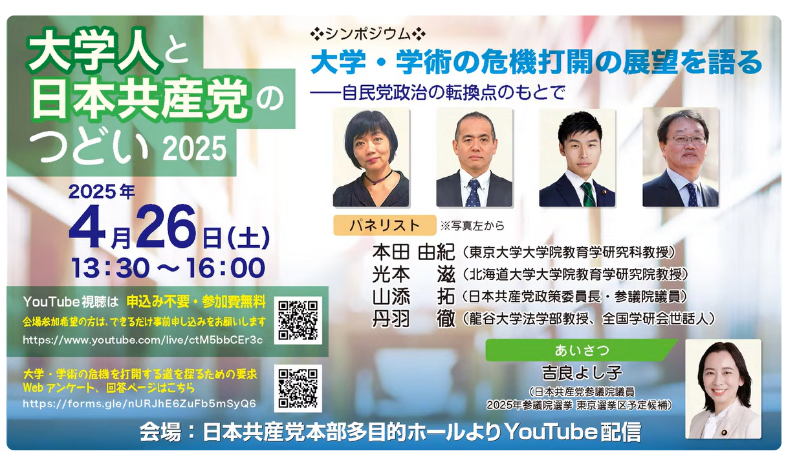 大学人と
日本共産党の
つどい 2025
2025年
4月26日(土)
13:30～16:00
YouTube視聴は 申込み不要・参加費無料
会場参加希望の方は、できるだけ事前申し込みをお願いします
https://www.youtube.com/live/ctM5bbCEr3c
大学・学術の危機を打開する道を探るための要求
Webアンケート、回答ページはこちら
https://forms.gle/nURJhE6ZuFb5mSyQ6
❖シンポジウム❖
大学・学術の危機打開の展望を語る
——自民党政治の転換点のもとで
パネリスト ※写真左から
本田 由紀(東京大学大学院教育学研究科教授)
光本 滋(北海道大学大学院教育学研究院教授)
山添 拓(日本共産党政策委員長・参議院議員)
丹羽 徹(龍谷大学法学部教授、全国学研会世話人)
あいさつ
吉良よし子
(日本共産党参議院議員
2025年参議院選挙 東京選挙区予定候補)
会場：日本共産党本部多目的ホールよりYouTube配信